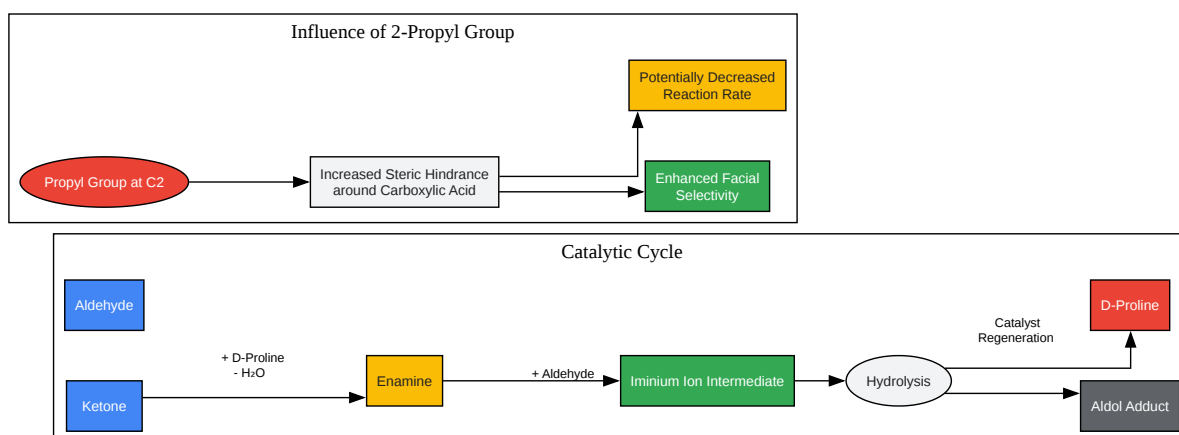 Influence of 2-Propyl Group
Potentially Decreased
Reaction Rate
Propyl Group at C2
Increased Steric Hindrance
around Carboxylic Acid
Enhanced Facial
Selectivity
Catalytic Cycle
Aldehyde
Ketone
+ D-Proline
- H₂O
Enamine
+ Aldehyde
Iminium Ion Intermediate
Hydrolysis
Catalyst
Regeneration
D-Proline
Aldol Adduct